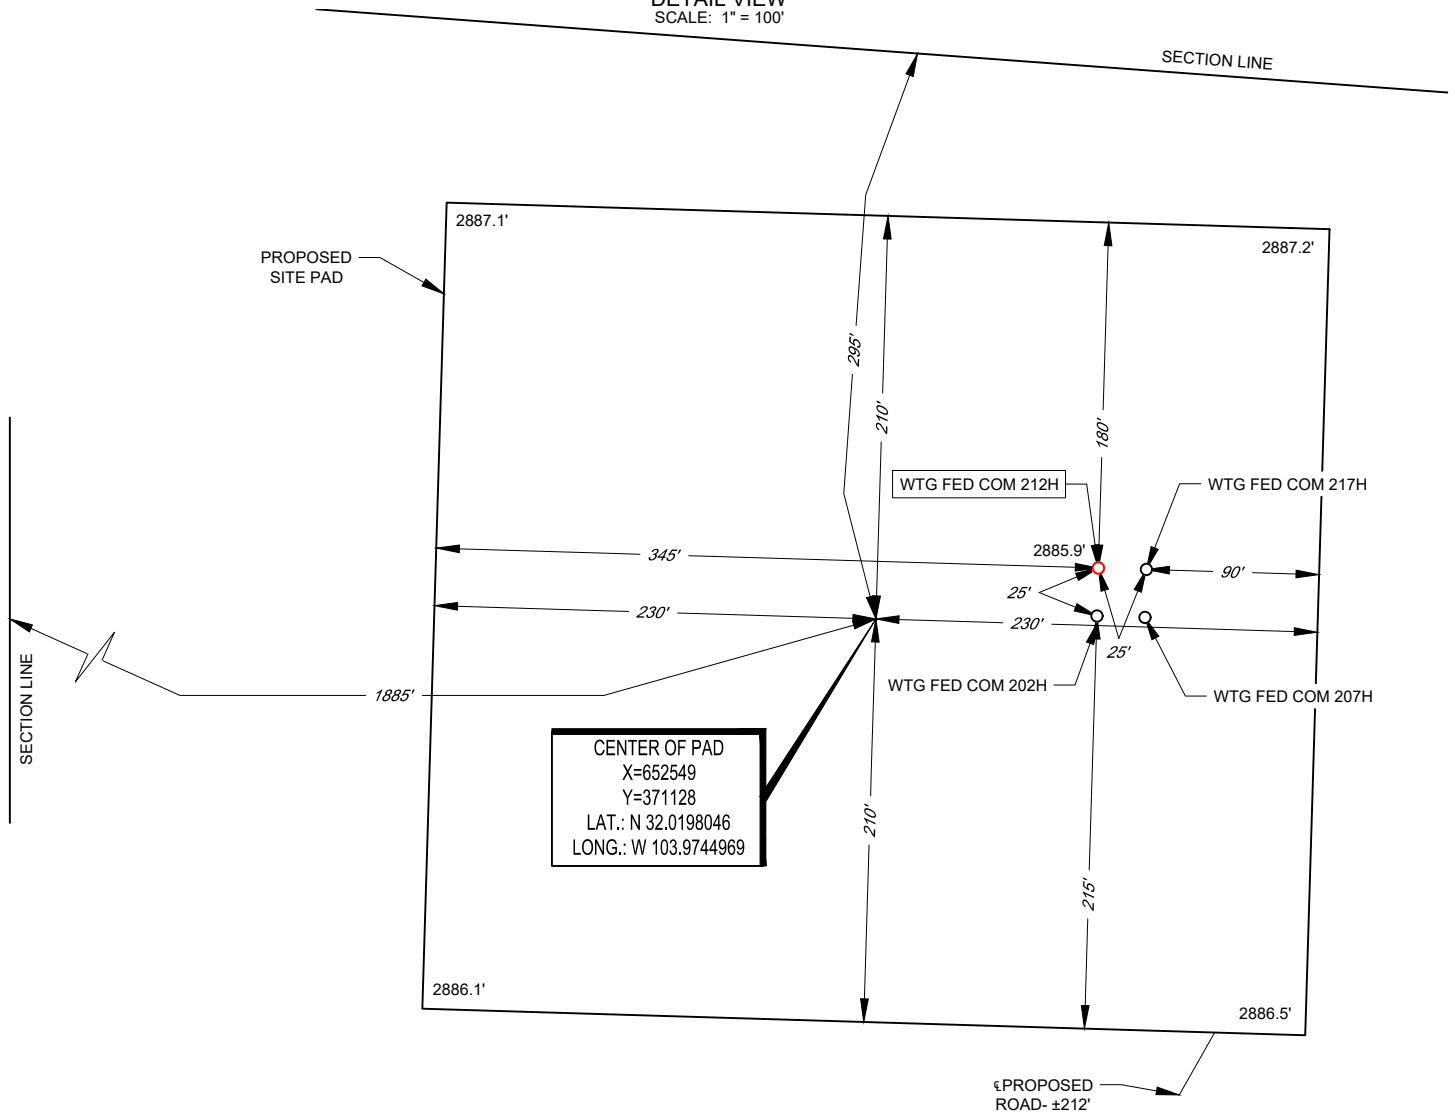 DETAIL VIEW
SCALE: 1" = 100'
SECTION LINE
2887.1'
2887.2'
PROPOSED
SITE PAD
295'
210'
180'
WTG FED COM 212H
WTG FED COM 217H
2885.9'
345'
90'
25'
230'
230'
25'
SECTION LINE
1885'
WTG FED COM 202H
WTG FED COM 207H
CENTER OF PAD
X=652549
Y=371128
LAT.: N 32.0198046
LONG.: W 103.9744969
210'
215'
2886.1'
2886.5'
℄PROPOSED
ROAD- ±212'